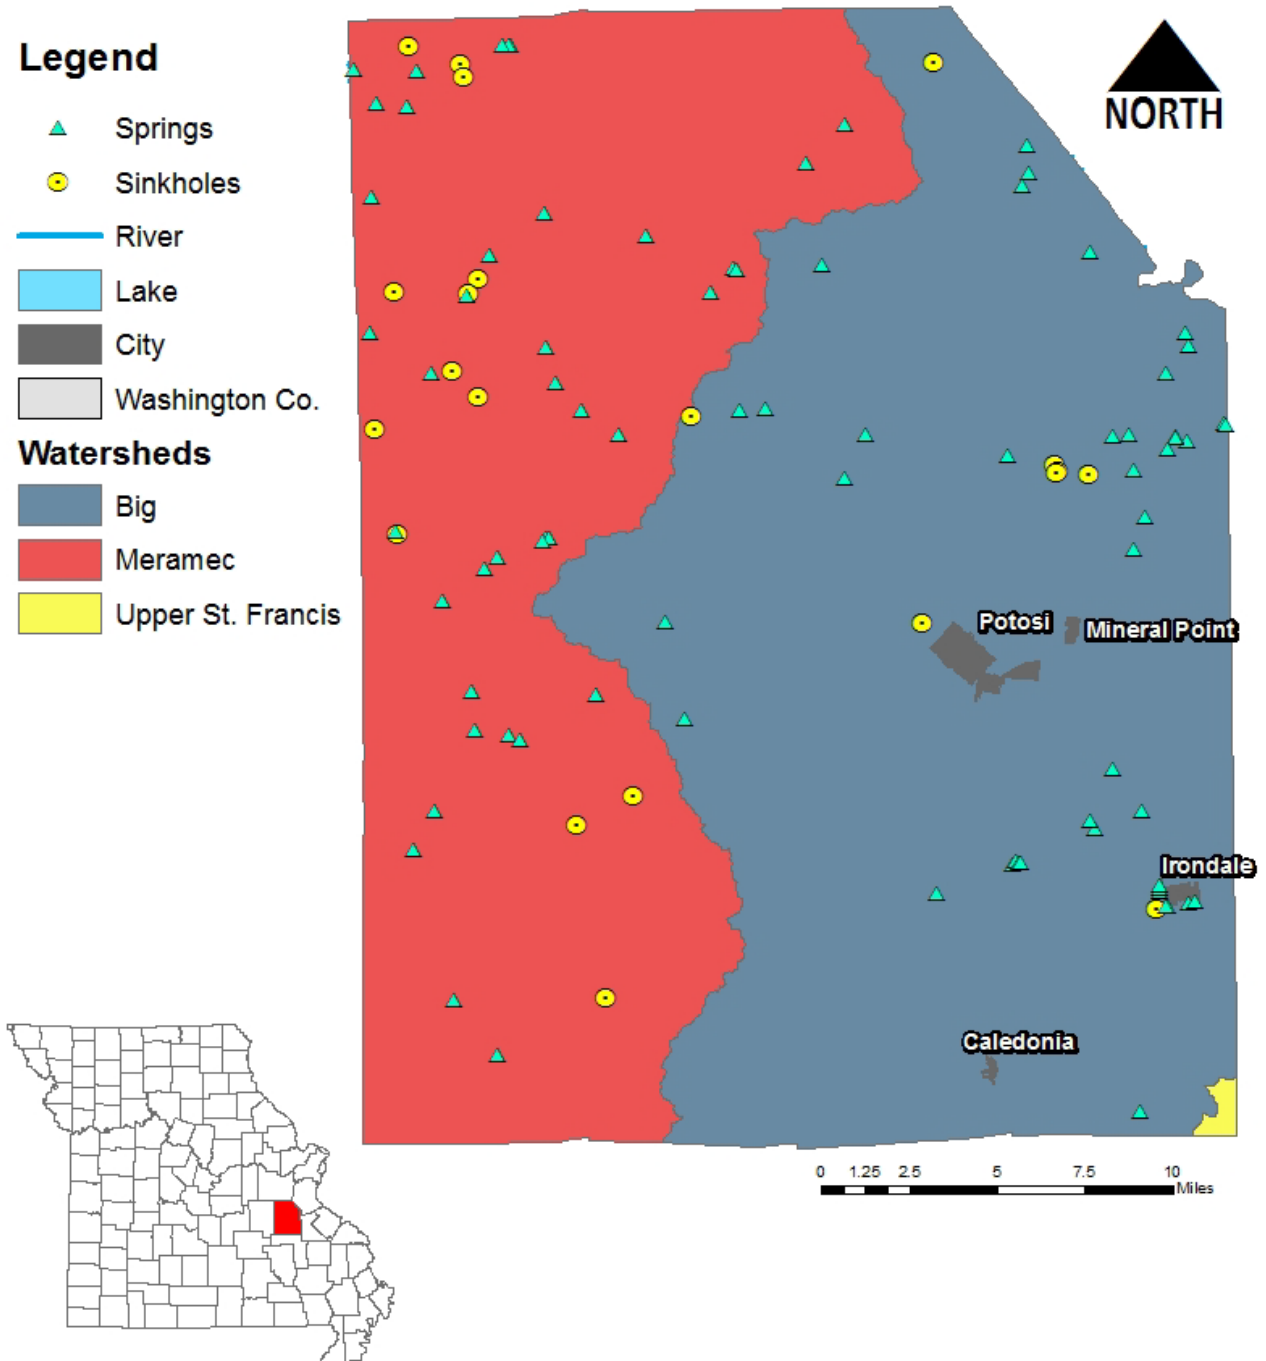 Legend
Springs
Sinkholes
River
Lake
City
Washington Co.
Watersheds
Big
Meramec
Upper St. Francis
NORTH
Potosi
Mineral Point
Irondale
Caledonia
0 1.25 2.5 5 7.5 10
Miles